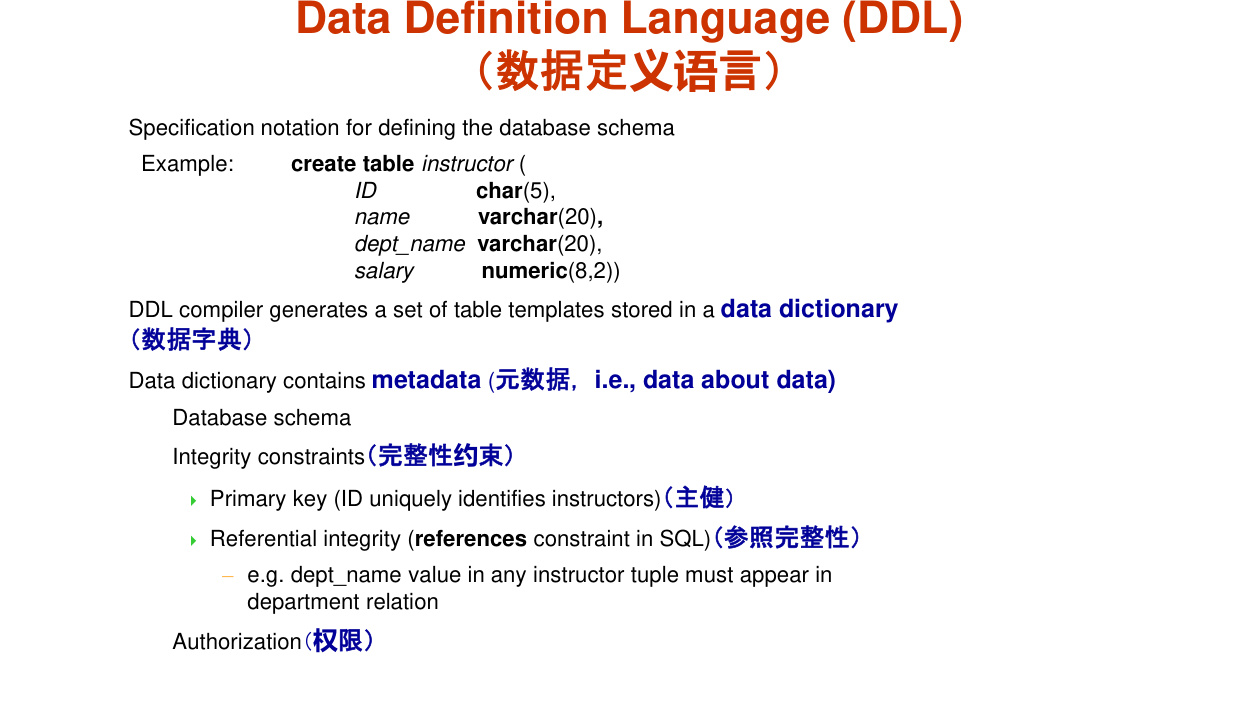 Data Definition Language (DDL)
（数据定义语言）
Specification notation for defining the database schema
Example: create table instructor (
ID char(5),
name varchar(20),
dept_name varchar(20),
salary numeric(8,2))
DDL compiler generates a set of table templates stored in a data dictionary
（数据字典）
Data dictionary contains metadata (元数据，i.e., data about data)
Database schema
Integrity constraints（完整性约束）
Primary key (ID uniquely identifies instructors)（主健）
Referential integrity (references constraint in SQL)（参照完整性）
– e.g. dept_name value in any instructor tuple must appear in
department relation
Authorization（权限）